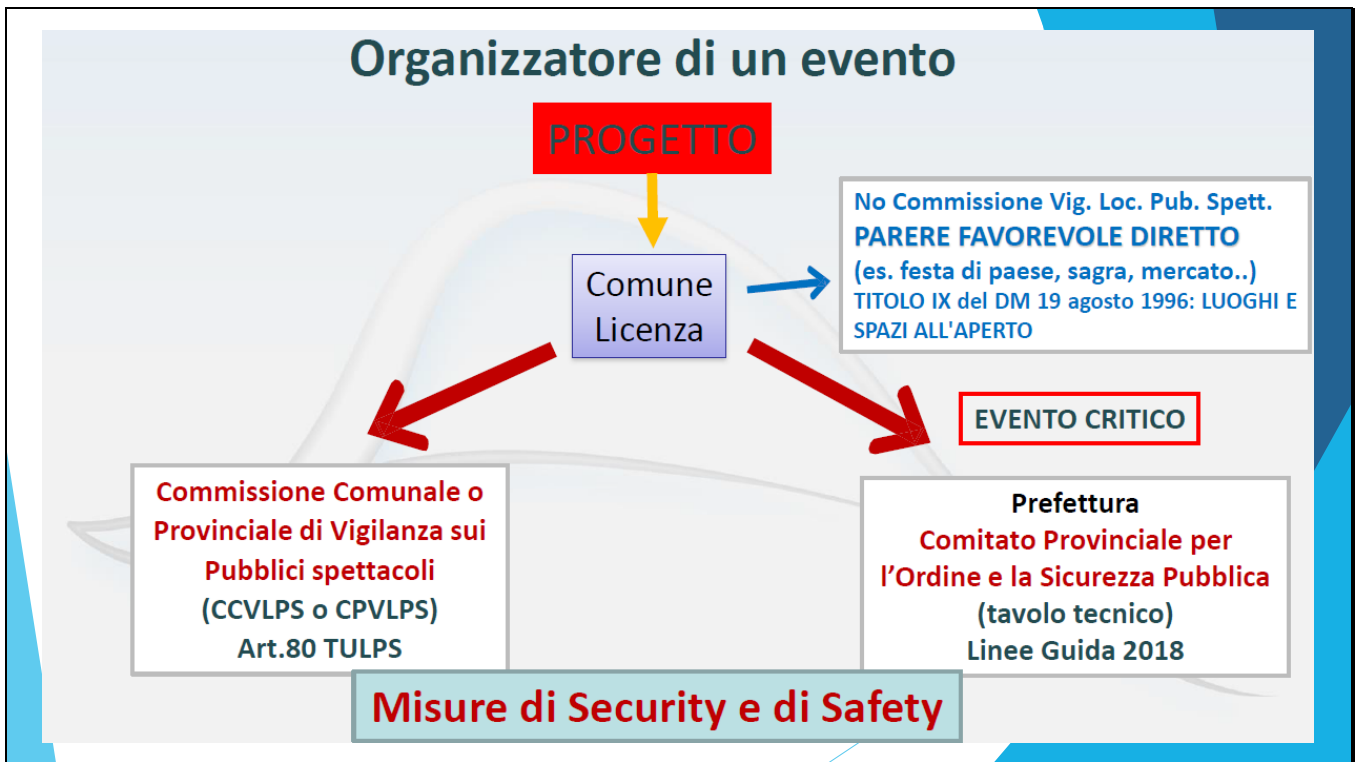 Organizzatore di un evento
PROGETTO
Comune
Licenza
No Commissione Vig. Loc. Pub. Spett.
PARERE FAVOREVOLE DIRETTO
(es. festa di paese, sagra, mercato..)
TITOLO IX del DM 19 agosto 1996: LUOGHI E
SPAZI ALL'APERTO
EVENTO CRITICO
Commissione Comunale o
Provinciale di Vigilanza sui
Pubblici spettacoli
(CCVLPS o CPVLPS)
Art.80 TULPS
Prefettura
Comitato Provinciale per
l’Ordine e la Sicurezza Pubblica
(tavolo tecnico)
Linee Guida 2018
Misure di Security e di Safety